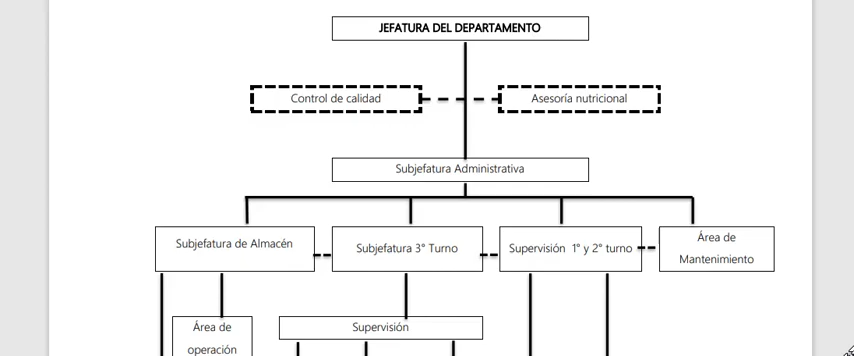 JEFATURA DEL DEPARTAMENTO
Control de calidad
Asesoría nutricional
Subjefatura Administrativa
Subjefatura de Almacén
Subjefatura 3° Turno
Supervisión 1° y 2° turno
Área de
Mantenimiento
Área de
operación
Supervisión